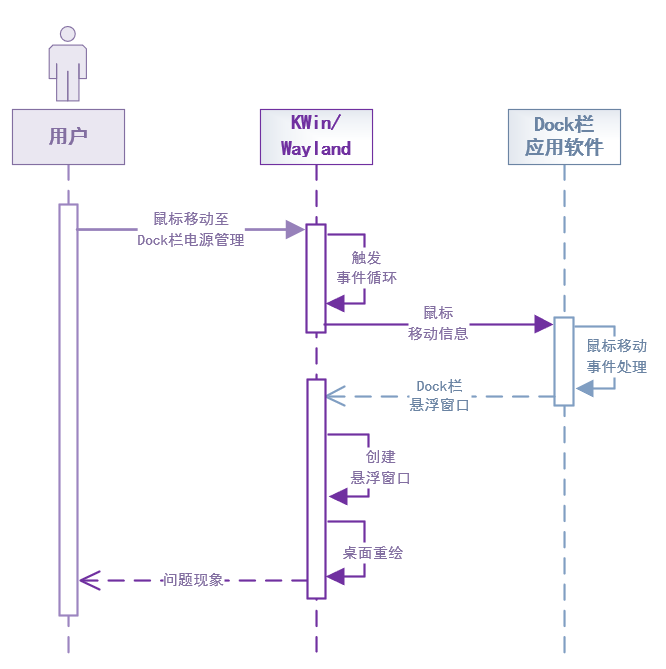 用户
KWin/
Wayland
Dock栏
应用软件
鼠标移动至
Dock栏电源管理
触发
事件循环
鼠标
移动信息
鼠标移动
事件处理
Dock栏
悬浮窗口
创建
悬浮窗口
桌面重绘
问题现象